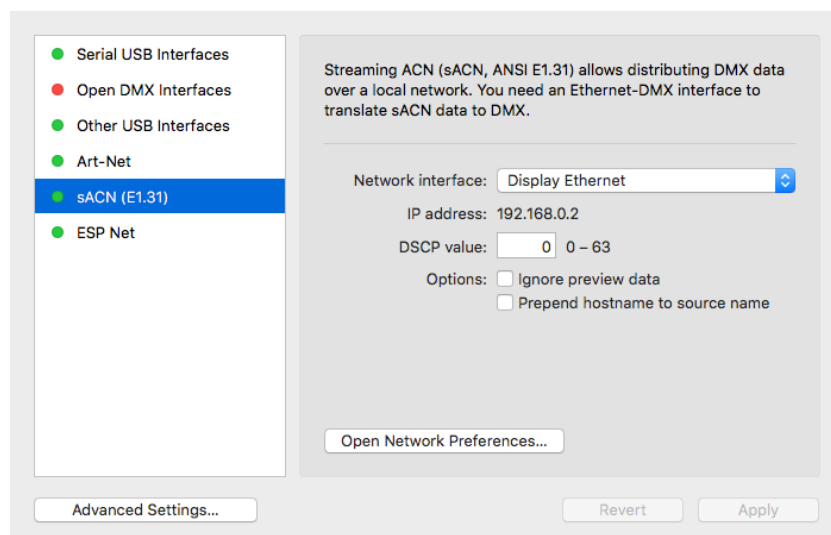 Serial USB Interfaces
Open DMX Interfaces
Other USB Interfaces
Art-Net
sACN (E1.31)
ESP Net
Streaming ACN (sACN, ANSI E1.31) allows distributing DMX data
over a local network. You need an Ethernet-DMX interface to
translate sACN data to DMX.
Network interface: Display Ethernet
IP address: 192.168.0.2
DSCP value: 0 0 – 63
Options: Ignore preview data
Prepend hostname to source name
Open Network Preferences...
Advanced Settings...
Revert
Apply